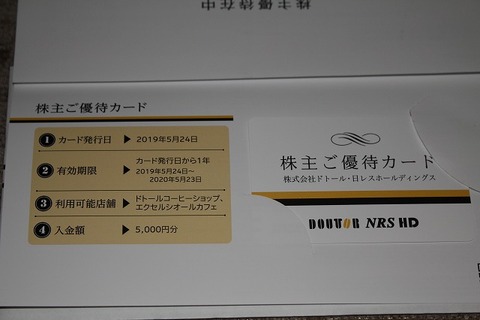 株主優待在中
株主ご優待カード
1 カード発行日 ▶ 2019年5月24日
2 有効期限 ▶ カード発行日から1年
2019年5月24日~
2020年5月23日
3 利用可能店舗 ▶ ドトールコーヒーショップ、
エクセルシオールカフェ
4 入金額 ▶ 5,000円分
株主ご優待カード
株式会社ドトール・日レスホールディングス
DOUTOR NRS HD